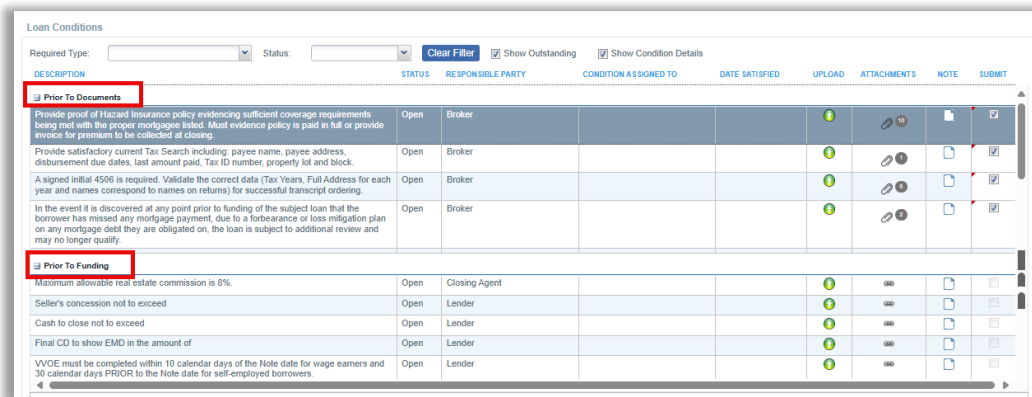 Loan Conditions
Required Type: Status: Clear Filter Show Outstanding Show Condition Details
DESCRIPTION STATUS RESPONSIBLE PARTY CONDITION ASSIGNED TO DATE SATISFIED UPLOAD ATTACHMENTS NOTE SUBMIT
Prior To Documents
Provide proof of Hazard Insurance policy evidencing sufficient coverage requirements Open Broker
being met with the proper mortgagee listed. Must evidence policy is paid in full or provide 10
invoice for premium to be collected at closing.
Provide satisfactory current Tax Search including: payee name, payee address, Open Broker
disbursement due dates, last amount paid, Tax ID number, property lot and block. 1
A signed initial 4506 is required. Validate the correct data (Tax Years, Full Address for each Open Broker
year and names correspond to names on returns) for successful transcript ordering. 8
In the event it is discovered at any point prior to funding of the subject loan that the Open Broker
borrower has missed any mortgage payment, due to a forbearance or loss mitigation plan 2
on any mortgage debt they are obligated on, the loan is subject to additional review and
may no longer qualify.
Prior To Funding
Maximum allowable real estate commission is 8%. Open Closing Agent
Seller's concession not to exceed Open Lender
Cash to close not to exceed Open Lender
Final CD to show EMD in the amount of Open Lender
VVOE must be completed within 10 calendar days of the Note date for wage earners and Open Lender
30 calendar days PRIOR to the Note date for self-employed borrowers.